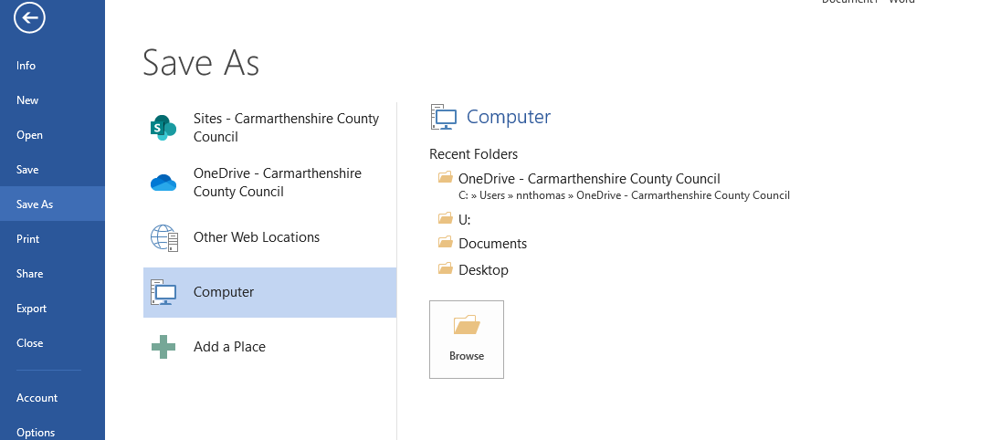 Document1 - Word
Info
New
Open
Save
Save As
Print
Share
Export
Close
Account
Options
Save As
Sites - Carmarthenshire County
Council
OneDrive - Carmarthenshire
County Council
Other Web Locations
Computer
Add a Place
Computer
Recent Folders
OneDrive - Carmarthenshire County Council
C: » Users » nnthomas » OneDrive - Carmarthenshire County Council
U:
Documents
Desktop
Browse
S